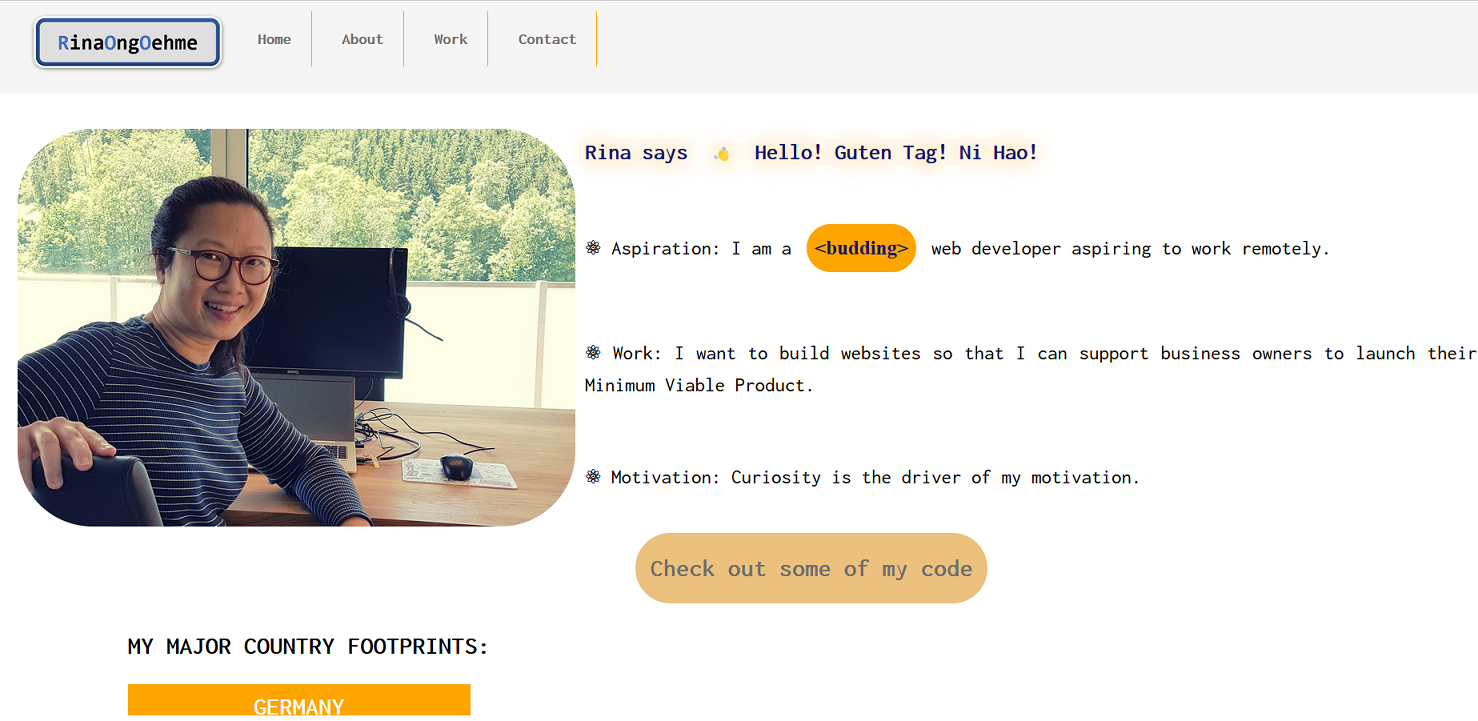 RinaOngOehme
Home
About
Work
Contact
Rina says 👋 Hello! Guten Tag! Ni Hao!
Aspiration: I am a <budding> web developer aspiring to work remotely.
Work: I want to build websites so that I can support business owners to launch their
Minimum Viable Product.
Motivation: Curiosity is the driver of my motivation.
Check out some of my code
MY MAJOR COUNTRY FOOTPRINTS:
GERMANY